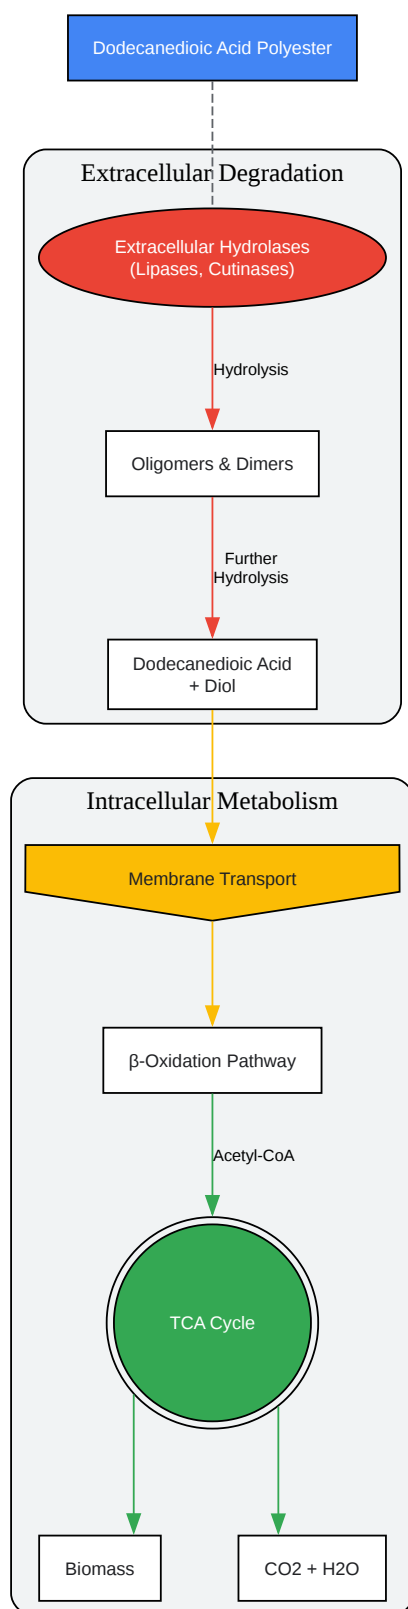 Dodecanedioic Acid Polyester
Extracellular Degradation
Extracellular Hydrolases
(Lipases, Cutinases)
Hydrolysis
Oligomers & Dimers
Further
Hydrolysis
Dodecanedioic Acid
+ Diol
Intracellular Metabolism
Membrane Transport
β-Oxidation Pathway
Acetyl-CoA
TCA Cycle
Biomass
CO2 + H2O